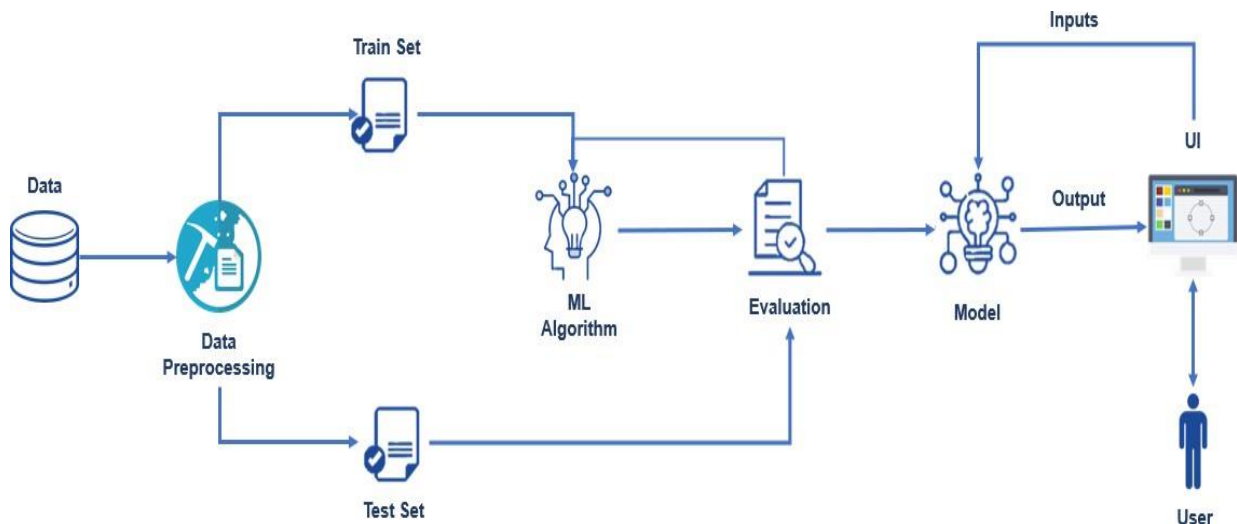 Inputs
Train Set
UI
Data
Output
ML
Algorithm
Evaluation
Model
Data
Preprocessing
Test Set
User